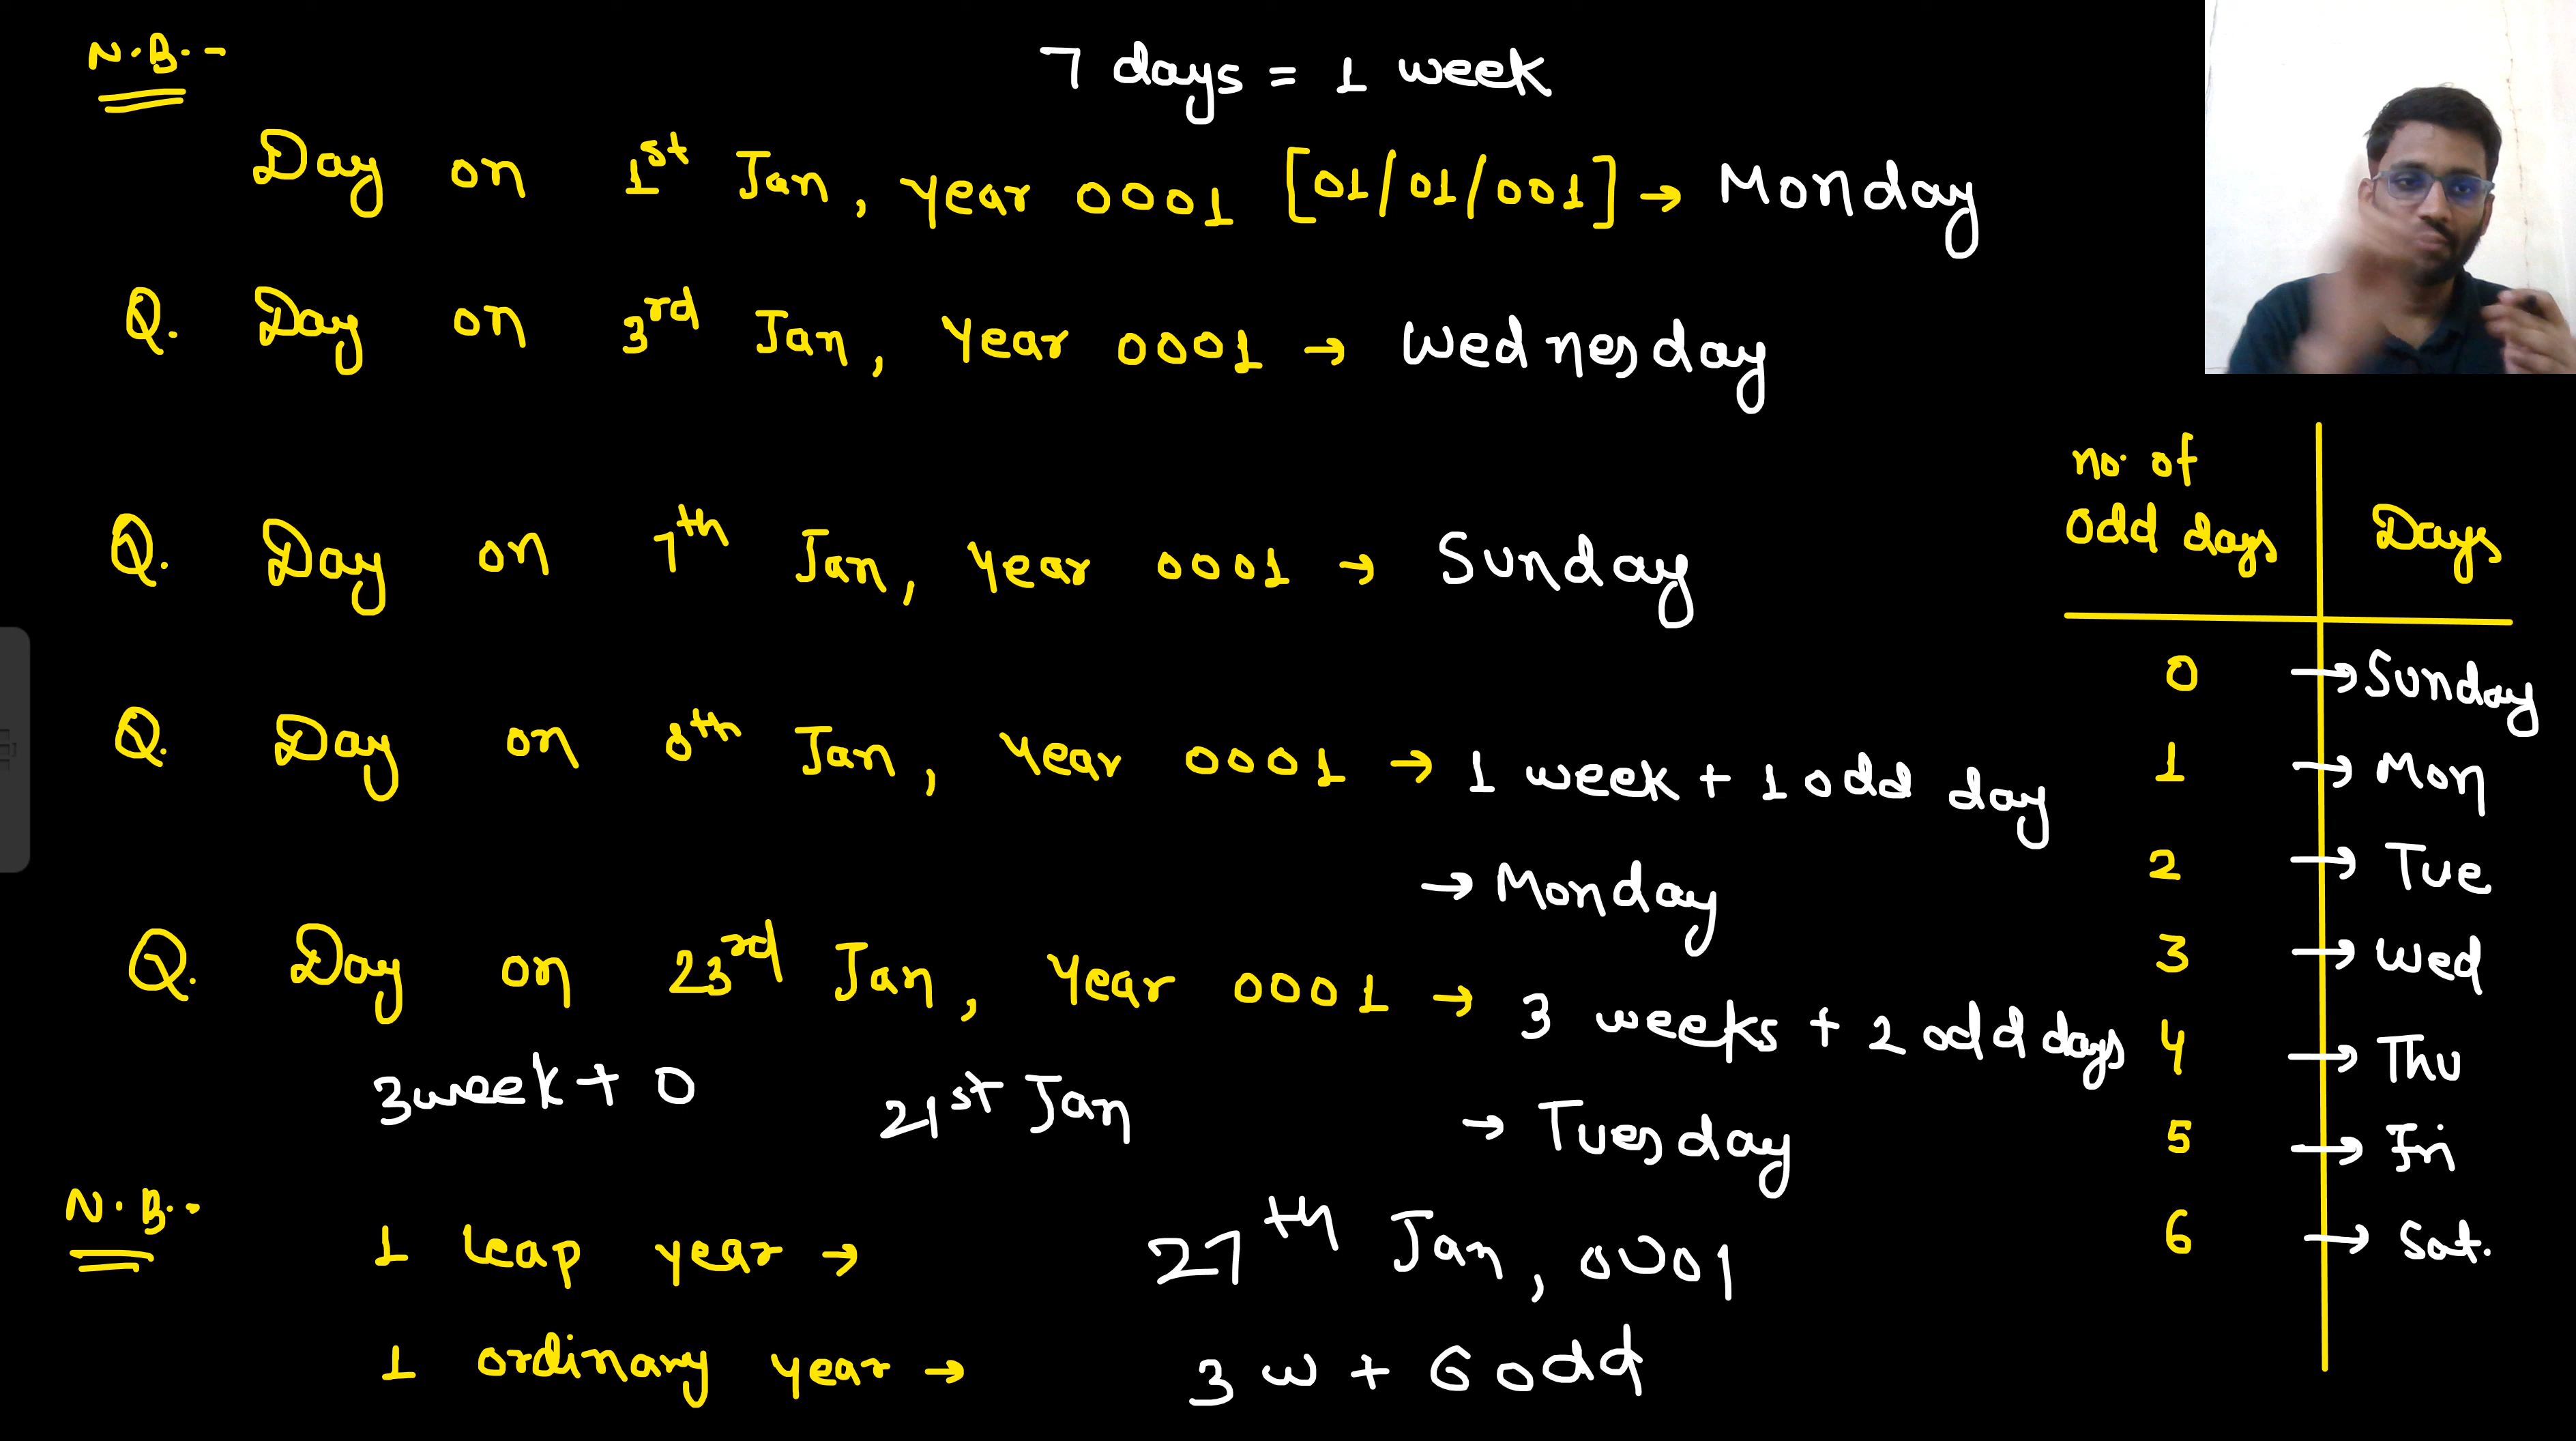 N.B.-
7 days = 1 week
Day on 1st Jan, year 0001 [01/01/001] → Monday
Q. Day on 3rd Jan, Year 0001 → Wednesday
Q. Day on 7th Jan, Year 0001 → Sunday
Q. Day on 8th Jan, Year 0001 → 1 week + 1 odd day
→ Monday
Q. Day on 23rd Jan, Year 0001 → 3 weeks + 2 odd days
3week + 0 21st Jan
→ Tuesday
N.B.-
1 leap year →
27th Jan, 0001
1 ordinary year →
3 w + 6 odd
no. of odd days Days
0 → Sunday
1 → Mon
2 → Tue
3 → Wed
4 → Thu
5 → Fri
6 → Sat.